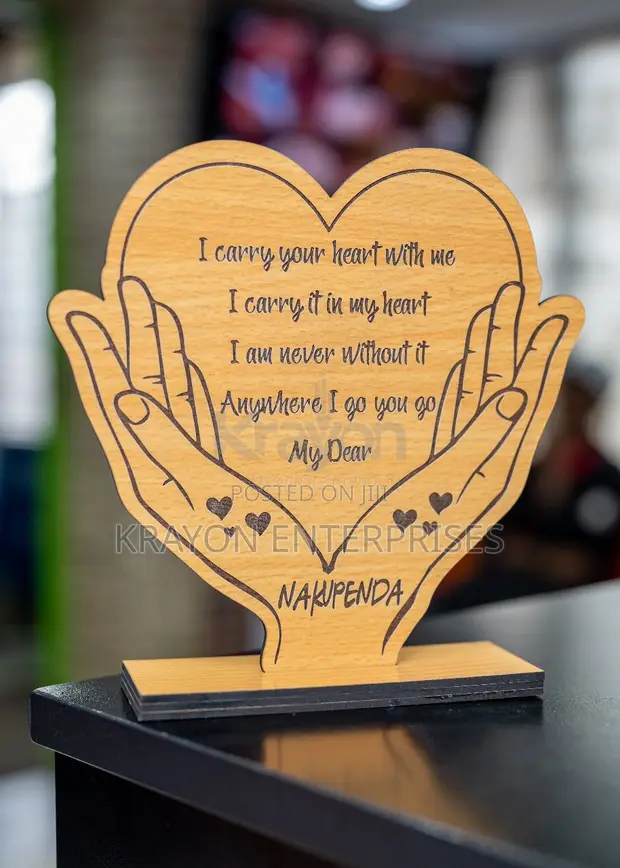 I carry your heart with me
I carry it in my heart
I am never without it
Anywhere I go you go
Krayon
My Dear
POSTED ON JIJI
KRAYON ENTERPRISES
NAKUPENDA